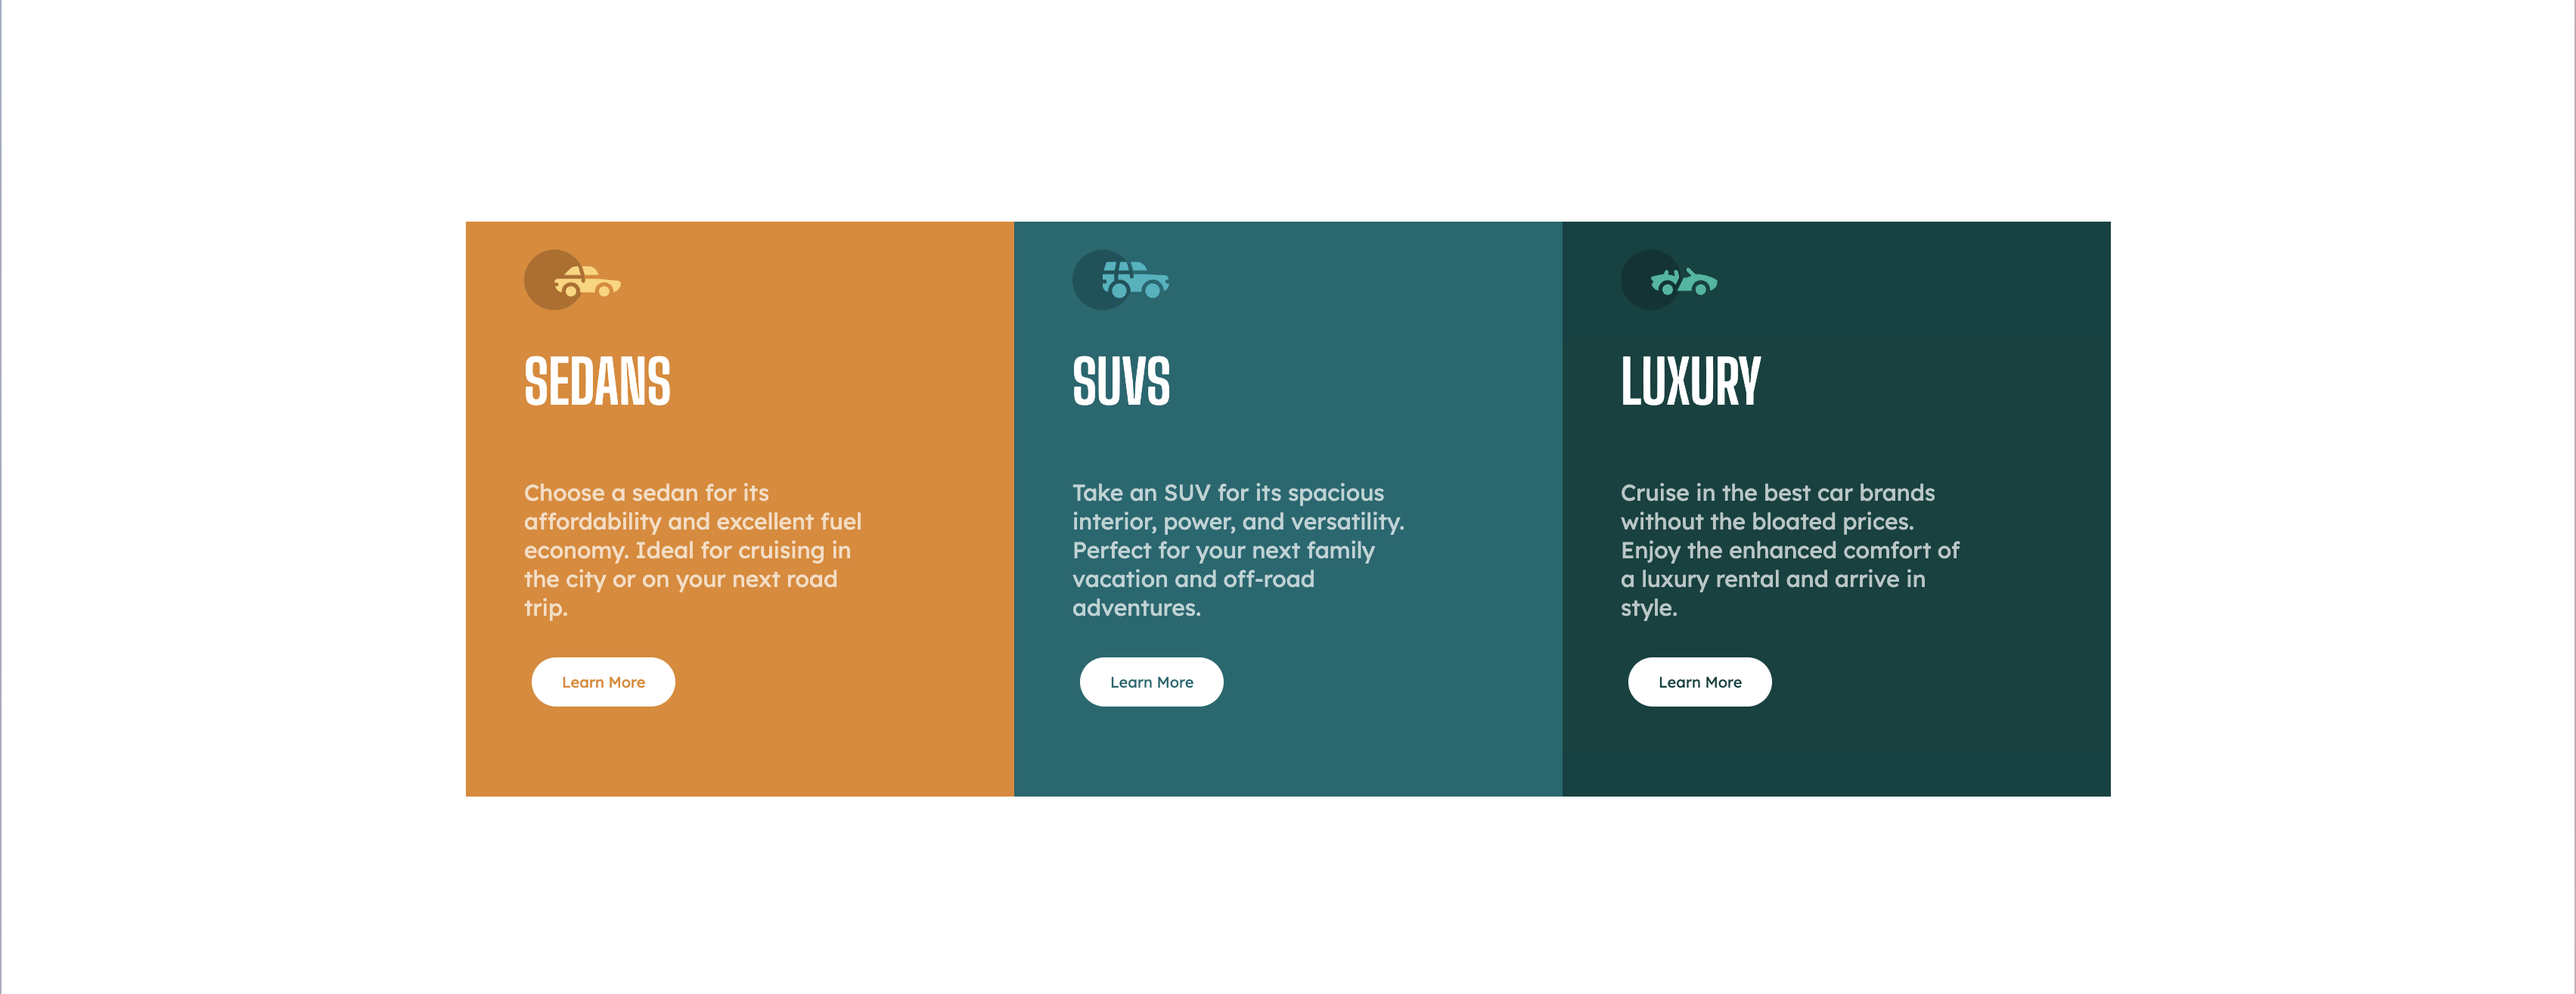 SEDANS
Choose a sedan for its
affordability and excellent fuel
economy. Ideal for cruising in
the city or on your next road
trip.
Learn More
SUVS
Take an SUV for its spacious
interior, power, and versatility.
Perfect for your next family
vacation and off-road
adventures.
Learn More
LUXURY
Cruise in the best car brands
without the bloated prices.
Enjoy the enhanced comfort of
a luxury rental and arrive in
style.
Learn More